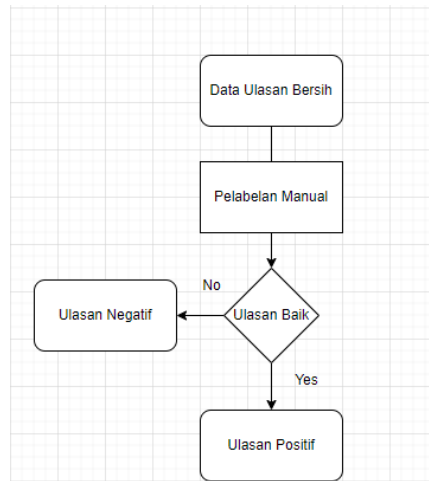 Data Ulasan Bersih
Pelabelan Manual
No
Ulasan Negatif
Ulasan Baik
Yes
Ulasan Positif